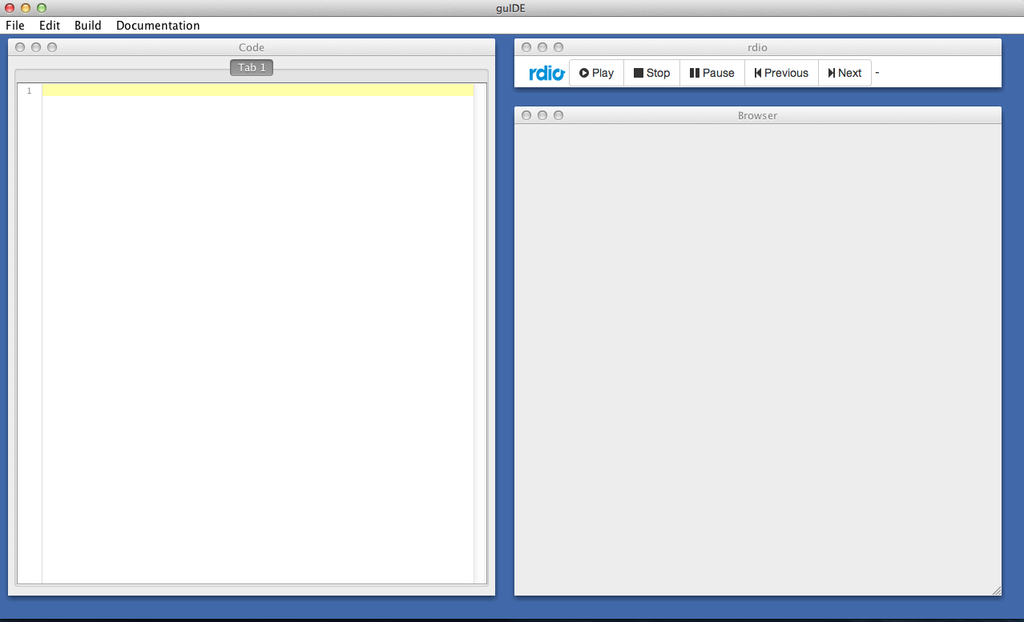 guIDE
File Edit Build Documentation
Code
Tab 1
1
rdio
rdio Play Stop Pause Previous Next -
Browser